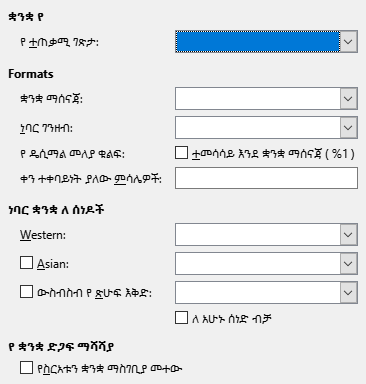 ቋንቋ የ
የ ተጠቃሚ ገጽታ:
Formats
ቋንቋ ማሰናጃ:
ነባር ገንዘብ:
የ ዴሲማል መለያ ቁልፍ:
ተመሳሳይ እንደ ቋንቋ ማሰናጃ ( %1 )
ቀን ተቀባይነት ያለው ምሳሌዎች:
ነባር ቋንቋ ለ ሰነዶች
Western:
Asian:
ውስብስብ የ ጽሁፍ እቅድ:
ለ አሁኑ ሰነድ ብቻ
የ ቋንቋ ድጋፍ ማሻሻያ
የስርአቱን ቋንቋ ማስገቢያ መተው